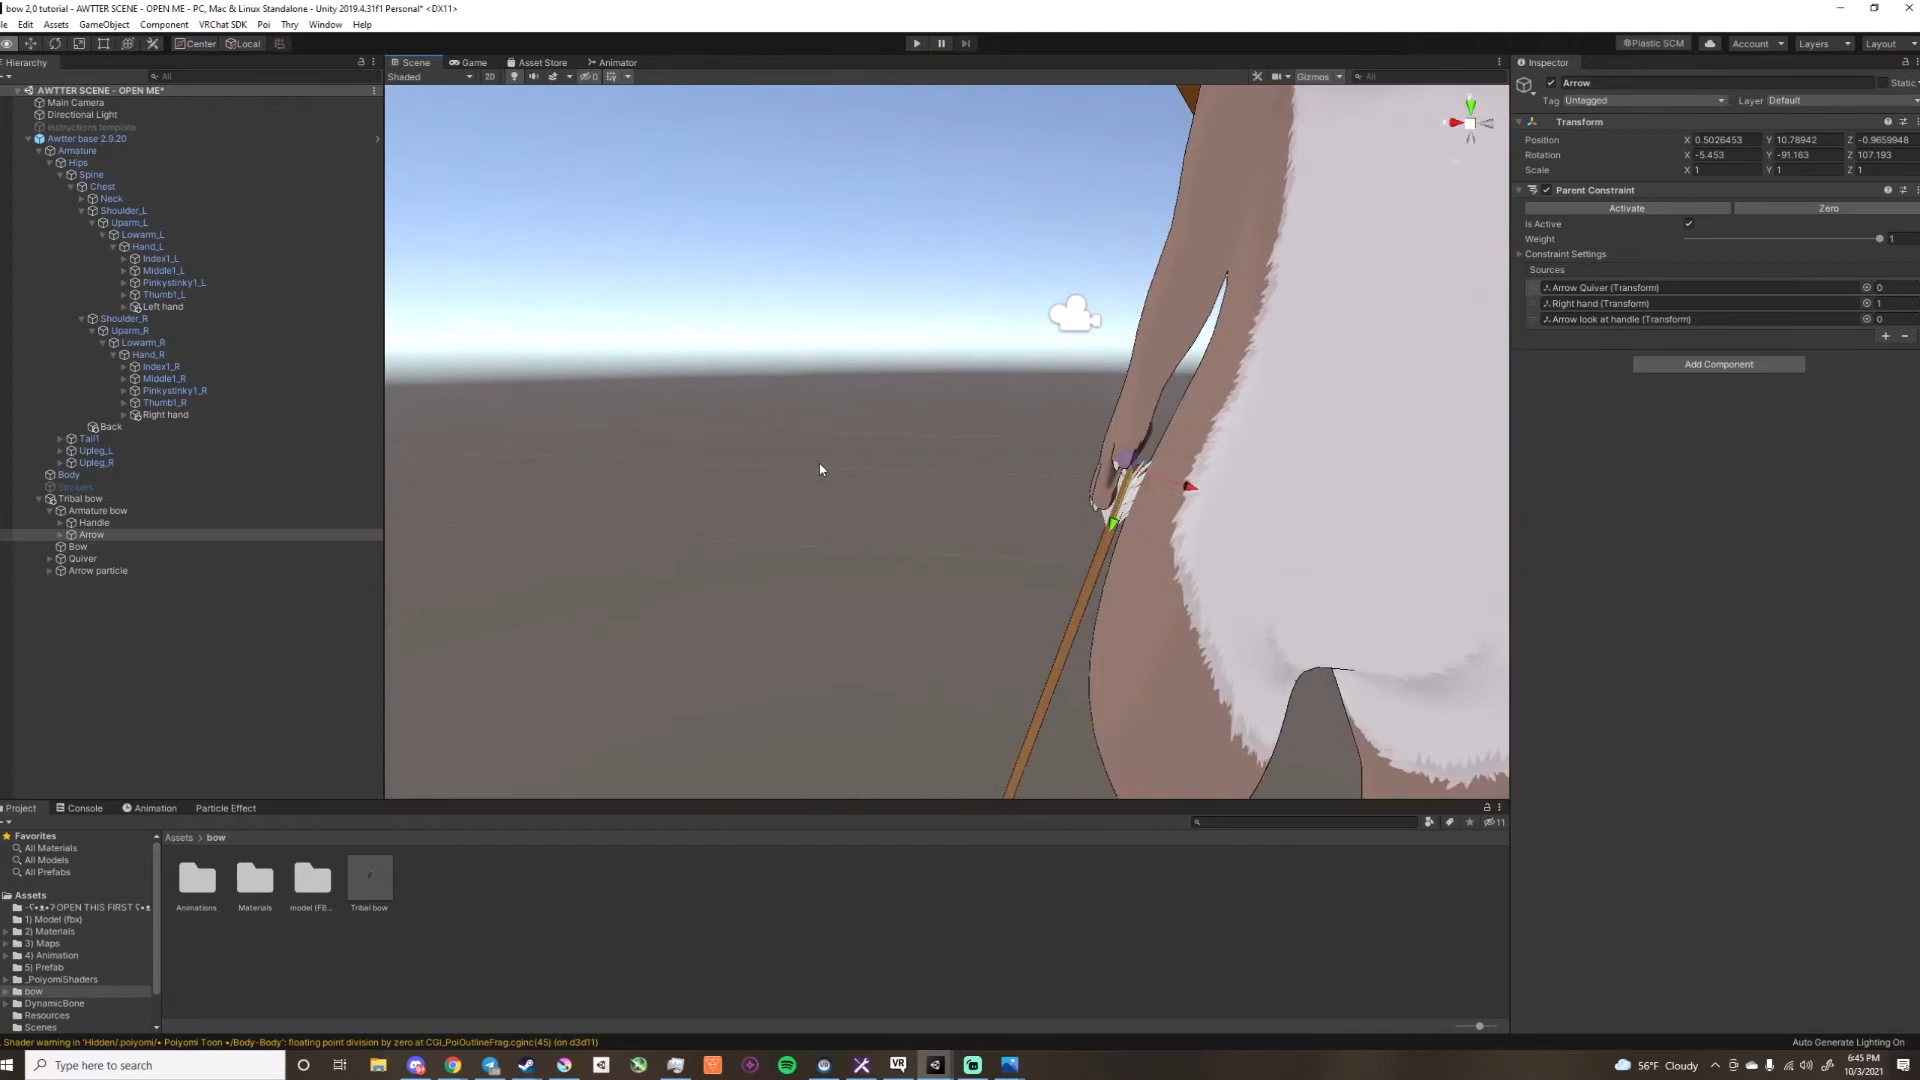 bow 2,0 tutorial - AWTTER SCENE - OPEN ME - PC, Mac & Linux Standalone - Unity 2019.4.31f1 Personal* <DX11>
Edit Assets GameObject Component VRChat SDK Poi Thry Window Help
Center Local Plastic SCM Account Layers Layout
Hierarchy
All
AWTTER SCENE - OPEN ME*
Main Camera
Directional Light
instructions template
Awtter base 2.9.20
Armature
Hips
Spine
Chest
Neck
Shoulder_L
Uparm_L
Lowarm_L
Hand_L
Index1_L
Middle1_L
Pinkystinky1_L
Thumb1_L
Left hand
Shoulder_R
Uparm_R
Lowarm_R
Hand_R
Index1_R
Middle1_R
Pinkystinky1_R
Thumb1_R
Right hand
Back
Tail1
Upleg_L
Upleg_R
Body
Stickers
Tribal bow
Armature bow
Handle
Arrow
Bow
Quiver
Arrow particle
Scene Game Asset Store Animator
Shaded 2D 0 Gizmos All
Inspector
Arrow Static
Tag Untagged Layer Default
Transform
Position X 0.5026453 Y 10.78942 Z -0.9659948
Rotation X -5.453 Y -91.163 Z 107.193
Scale X 1 Y 1 Z 1
Parent Constraint
Activate Zero
Is Active
Weight 1
Constraint Settings
Sources
Arrow Quiver (Transform) 0
Right hand (Transform) 1
Arrow look at handle (Transform) 0
Add Component
Project Console Animation Particle Effect
11
Favorites
All Materials
All Models
All Prefabs
Assets
OPEN THIS FIRST
1) Model (fbx)
2) Materials
3) Maps
4) Animation
5) Prefab
_PoiyomiShaders
bow
DynamicBone
Resources
Scenes
Assets > bow
Animations Materials model (FB... Tribal bow
Shader warning in 'Hidden/.poiyomi/• Poiyomi Toon •/Body-Body': floating point division by zero at CGI_PoiOutlineFrag.cginc(45) (on d3d11)
Auto Generate Lighting On
Type here to search
56°F Cloudy
6:45 PM
10/3/2021